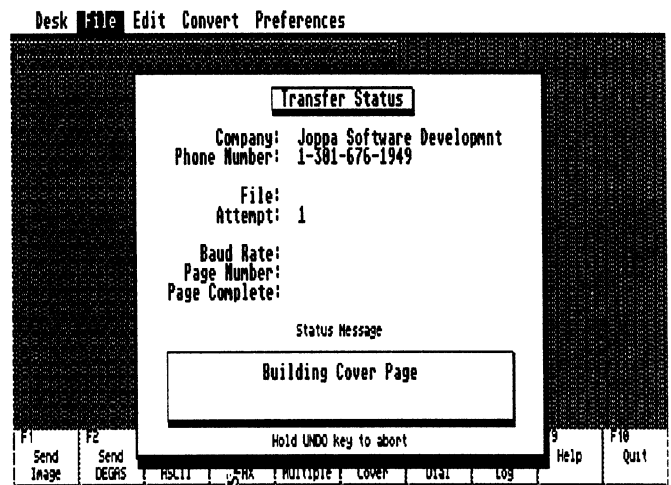 Desk File Edit Convert Preferences
Transfer Status
Company: Joppa Software Developmnt
Phone Number: 1-301-676-1949
File:
Attempt: 1
Baud Rate:
Page Number:
Page Complete:
Status Message
Building Cover Page
Hold UNDO key to abort
F1 F2 9 F10
Send Send Help Quit
Image DEGAS ASCII FAX Multiple Cover Dial Log